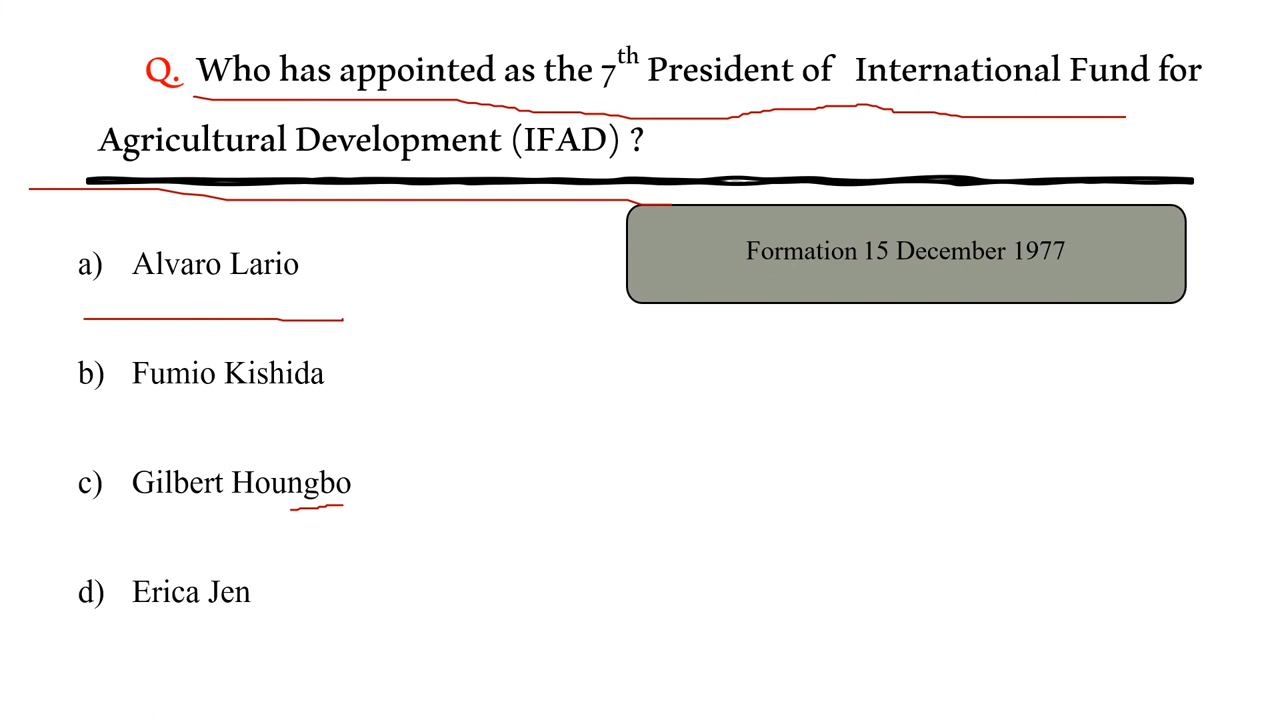 Q. Who has appointed as the 7th President of International Fund for
Agricultural Development (IFAD) ?
Formation 15 December 1977
a) Alvaro Lario
b) Fumio Kishida
c) Gilbert Houngbo
d) Erica Jen